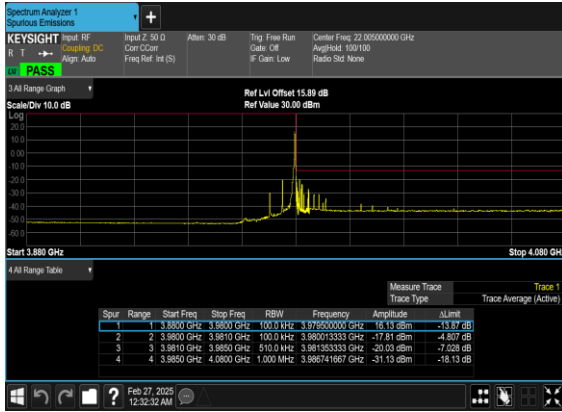 Spectrum Analyzer 1
Spurious Emissions
KEYSIGHT Input: RF Input Z: 50 Ω Atten: 30 dB Trig: Free Run Center Freq: 22.005000000 GHz
R T Coupling: DC Corr CCorr Gate: Off Avg|Hold: 100/100
Align: Auto Freq Ref: Int (S) IF Gain: Low Radio Std: None
LNI PASS
3 All Range Graph
Ref Lvl Offset 15.89 dB
Scale/Div 10.0 dB Ref Value 30.00 dBm
Log
20.0
10.0
0.00
-10.0
-20.0
-30.0
-40.0
-50.0
-60.0
Start 3.880 GHz Stop 4.080 GHz
4 All Range Table
Measure Trace Trace 1
Trace Type Trace Average (Active)
Spur Range Start Freq Stop Freq RBW Frequency Amplitude ΔLimit
1 1 3.8800 GHz 3.9800 GHz 100.0 kHz 3.979500000 GHz 16.13 dBm -13.87 dB
2 2 3.9800 GHz 3.9810 GHz 100.0 kHz 3.980013333 GHz -17.81 dBm -4.807 dB
3 3 3.9810 GHz 3.9850 GHz 510.0 kHz 3.981353333 GHz -20.03 dBm -7.028 dB
4 4 3.9850 GHz 4.0800 GHz 1.000 MHz 3.986741667 GHz -31.13 dBm -18.13 dB
? Feb 27, 2025
12:32:32 AM